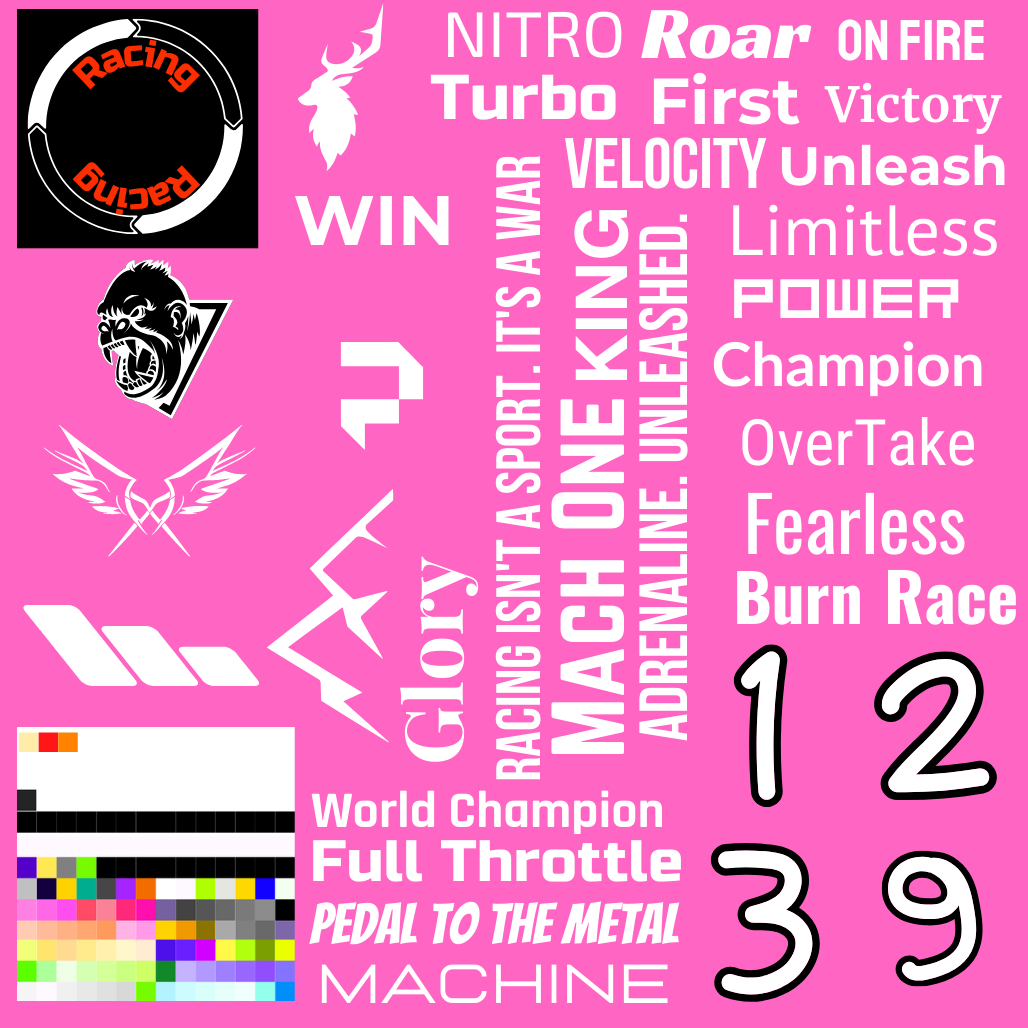 Racing
Racing
NITRO
Roar
ON FIRE
Turbo
First
Victory
VELOCITY
Unleash
WIN
Limitless
POWER
Champion
OverTake
Fearless
Burn Race
RACING ISN'T A SPORT. IT'S A WAR
MACH ONE KING
ADRENALINE. UNLEASHED.
Glory
1
2
3
9
World Champion
Full Throttle
PEDAL TO THE METAL
MACHINE